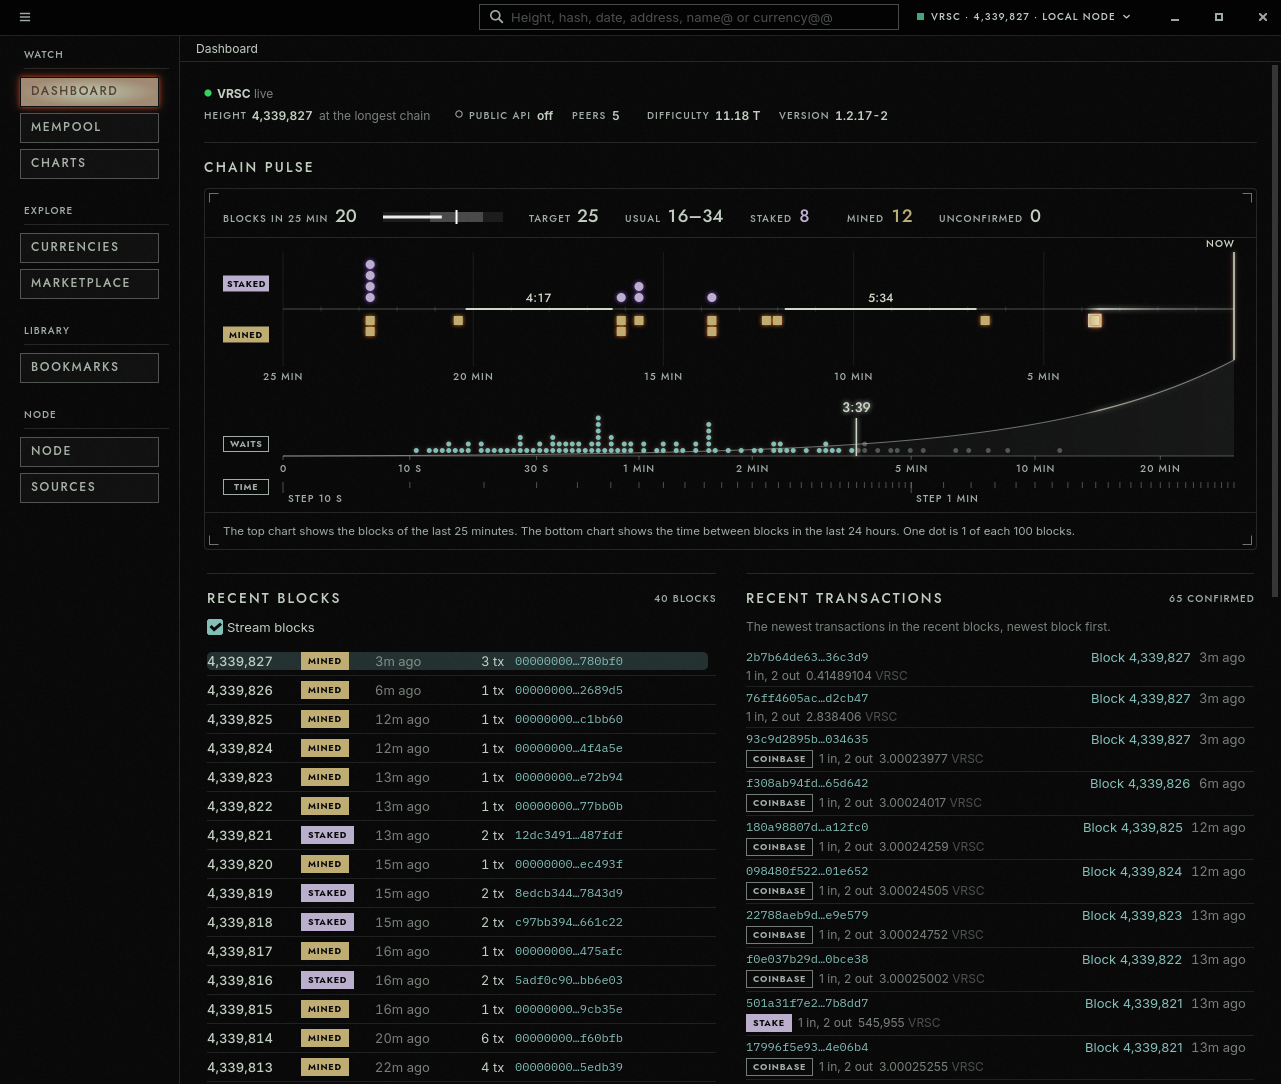 Height, hash, date, address, name@ or currency@@
VRSC · 4,339,827 · LOCAL NODE
WATCH
DASHBOARD
MEMPOOL
CHARTS
EXPLORE
CURRENCIES
MARKETPLACE
LIBRARY
BOOKMARKS
NODE
NODE
SOURCES
Dashboard
VRSC live
HEIGHT 4,339,827 at the longest chain PUBLIC API off PEERS 5 DIFFICULTY 11.18 T VERSION 1.2.17-2
CHAIN PULSE
BLOCKS IN 25 MIN 20 TARGET 25 USUAL 16–34 STAKED 8 MINED 12 UNCONFIRMED 0
NOW
STAKED
4:17 5:34
MINED
25 MIN 20 MIN 15 MIN 10 MIN 5 MIN
3:39
WAITS
0 10 S 30 S 1 MIN 2 MIN 5 MIN 10 MIN 20 MIN
TIME
STEP 10 S STEP 1 MIN
The top chart shows the blocks of the last 25 minutes. The bottom chart shows the time between blocks in the last 24 hours. One dot is 1 of each 100 blocks.
RECENT BLOCKS 40 BLOCKS
Stream blocks
4,339,827 MINED 3m ago 3 tx 00000000…780bf0
4,339,826 MINED 6m ago 1 tx 00000000…2689d5
4,339,825 MINED 12m ago 1 tx 00000000…c1bb60
4,339,824 MINED 12m ago 1 tx 00000000…4f4a5e
4,339,823 MINED 13m ago 1 tx 00000000…e72b94
4,339,822 MINED 13m ago 1 tx 00000000…77bb0b
4,339,821 STAKED 13m ago 2 tx 12dc3491…487fdf
4,339,820 MINED 15m ago 1 tx 00000000…ec493f
4,339,819 STAKED 15m ago 2 tx 8edcb344…7843d9
4,339,818 STAKED 15m ago 2 tx c97bb394…661c22
4,339,817 MINED 16m ago 1 tx 00000000…475afc
4,339,816 STAKED 16m ago 2 tx 5adf0c90…bb6e03
4,339,815 MINED 16m ago 1 tx 00000000…9cb35e
4,339,814 MINED 20m ago 6 tx 00000000…f60bfb
4,339,813 MINED 22m ago 4 tx 00000000…5edb39
RECENT TRANSACTIONS 65 CONFIRMED
The newest transactions in the recent blocks, newest block first.
2b7b64de63…36c3d9 Block 4,339,827 3m ago
1 in, 2 out 0.41489104 VRSC
76ff4605ac…d2cb47 Block 4,339,827 3m ago
1 in, 2 out 2.838406 VRSC
93c9d2895b…034635 Block 4,339,827 3m ago
COINBASE 1 in, 2 out 3.00023977 VRSC
f308ab94fd…65d642 Block 4,339,826 6m ago
COINBASE 1 in, 2 out 3.00024017 VRSC
180a98807d…a12fc0 Block 4,339,825 12m ago
COINBASE 1 in, 2 out 3.00024259 VRSC
098480f522…01e652 Block 4,339,824 12m ago
COINBASE 1 in, 2 out 3.00024505 VRSC
22788aeb9d…e9e579 Block 4,339,823 13m ago
COINBASE 1 in, 2 out 3.00024752 VRSC
f0e037b29d…0bce38 Block 4,339,822 13m ago
COINBASE 1 in, 2 out 3.00025002 VRSC
501a31f7e2…7b8dd7 Block 4,339,821 13m ago
STAKE 1 in, 2 out 545,955 VRSC
17996f5e93…4e06b4 Block 4,339,821 13m ago
COINBASE 1 in, 2 out 3.00025255 VRSC